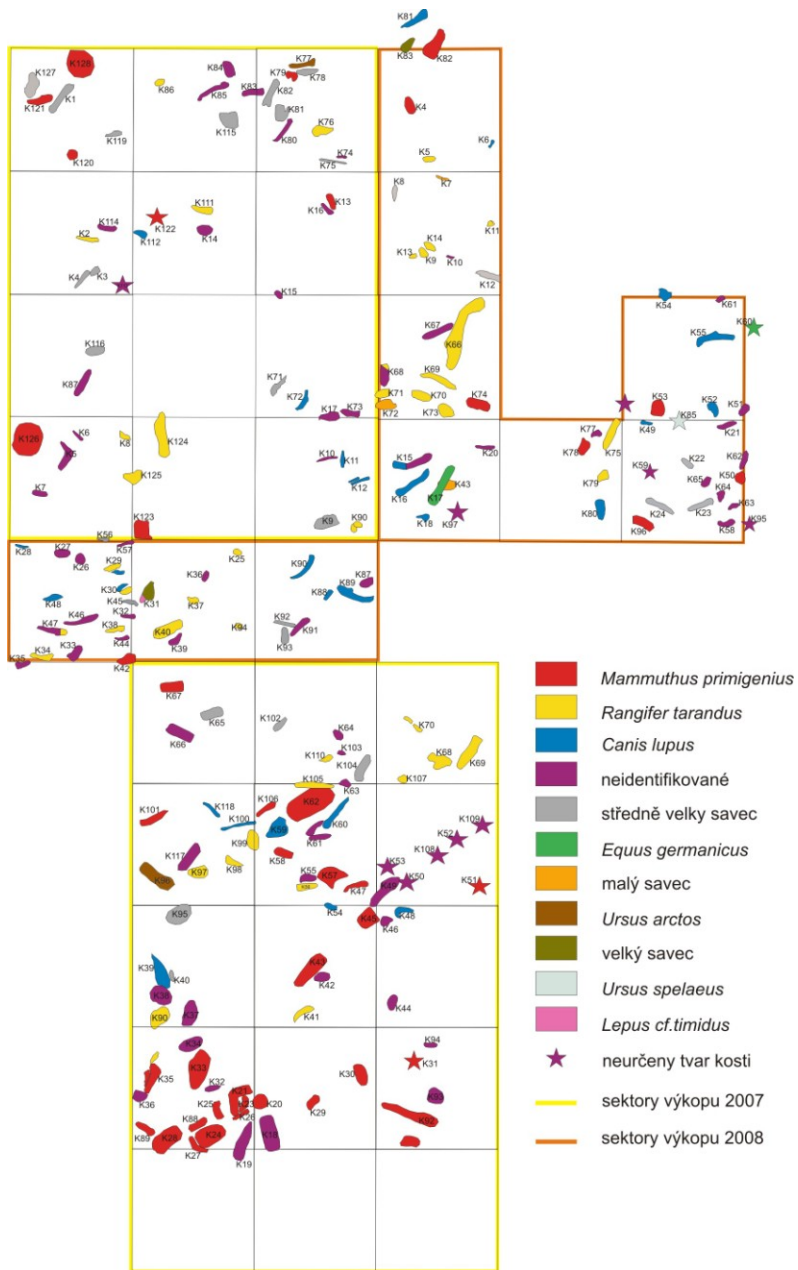 K81
K83
K82
K128
K127
K121
K1
K119
K120
K86
K84
K85
K83
K115
K77
K79
K78
K82
K81
K80
K76
K74
K75
K4
K6
K5
K7
K8
K11
K14
K13
K9
K10
K12
K114
K2
K4
K3
K122
K111
K112
K14
K13
K16
K15
K116
K87
K71
K72
K17
K73
K67
K66
K68
K69
K71
K70
K72
K73
K74
K54
K61
K60
K55
K53
K52
K51
K85
K49
K21
K126
K6
K5
K7
K8
K124
K125
K123
K10
K11
K12
K9
K90
K15
K16
K20
K17
K43
K18
K97
K77
K78
K75
K79
K80
K59
K22
K62
K65
K50
K64
K24
K23
K63
K96
K58
K95
K56
K57
K28
K27
K26
K29
K30
K48
K45
K31
K32
K46
K47
K38
K44
K34
K33
K35
K42
K36
K25
K37
K94
K40
K39
K90
K87
K89
K88
K92
K91
K93
K67
K65
K66
K102
K64
K103
K110
K104
K70
K68
K69
K107
K105
K63
K101
K118
K100
K106
K62
K59
K60
K61
K99
K117
K97
K98
K58
K55
K57
K47
K109
K52
K108
K53
K50
K49
K51
K95
K54
K45
K48
K46
K39
K40
K38
K90
K37
K43
K42
K41
K44
K34
K33
K35
K36
K32
K21
K23
K20
K25
K26
K88
K89
K28
K24
K27
K19
K18
K30
K29
K94
K31
K93
K92
Mammuthus primigenius
Rangifer tarandus
Canis lupus
neidentifikované
středně velky savec
Equus germanicus
malý savec
Ursus arctos
velký savec
Ursus spelaeus
Lepus cf.timidus
neurčeny tvar kosti
sektory výkopu 2007
sektory výkopu 2008